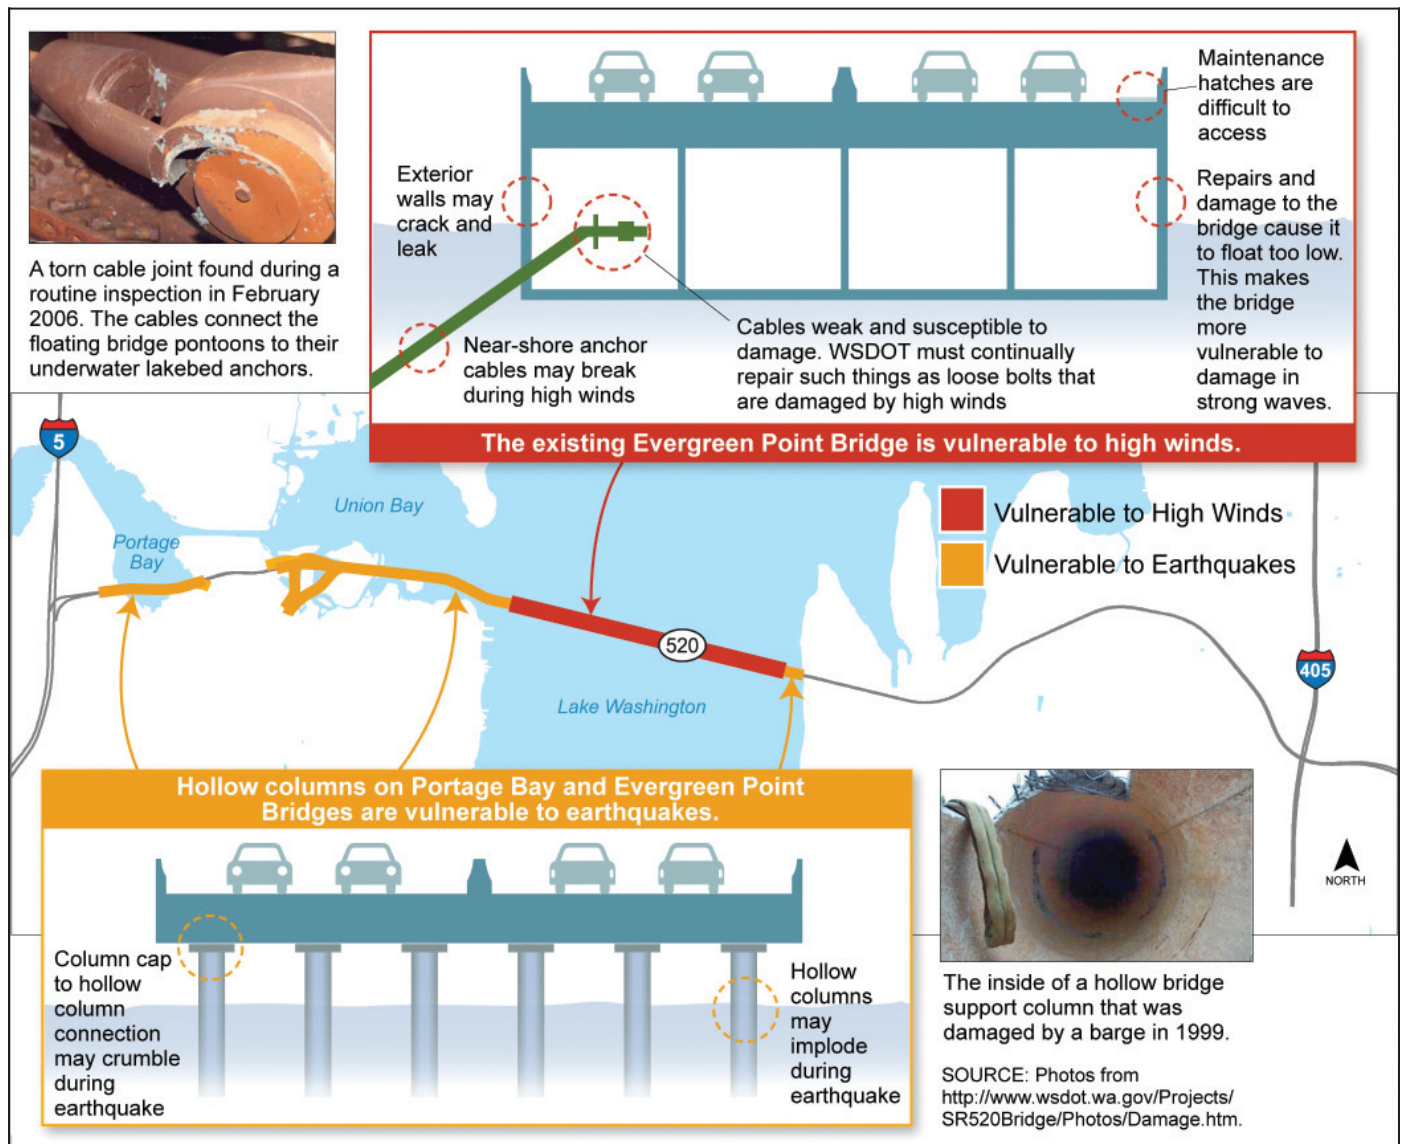 A torn cable joint found during a
routine inspection in February
2006. The cables connect the
floating bridge pontoons to their
underwater lakebed anchors.
Maintenance
hatches are
difficult to
access
Exterior
walls may
crack and
leak
Repairs and
damage to the
bridge cause it
to float too low.
This makes
the bridge
more
vulnerable to
damage in
strong waves.
Near-shore anchor
cables may break
during high winds
Cables weak and susceptible to
damage. WSDOT must continually
repair such things as loose bolts that
are damaged by high winds
The existing Evergreen Point Bridge is vulnerable to high winds.
5
Union Bay
Portage
Bay
Vulnerable to High Winds
Vulnerable to Earthquakes
520
405
Lake Washington
Hollow columns on Portage Bay and Evergreen Point
Bridges are vulnerable to earthquakes.
Column cap
to hollow
column
connection
may crumble
during
earthquake
Hollow
columns
may
implode
during
earthquake
NORTH
The inside of a hollow bridge
support column that was
damaged by a barge in 1999.
SOURCE: Photos from
http://www.wsdot.wa.gov/Projects/
SR520Bridge/Photos/Damage.htm.